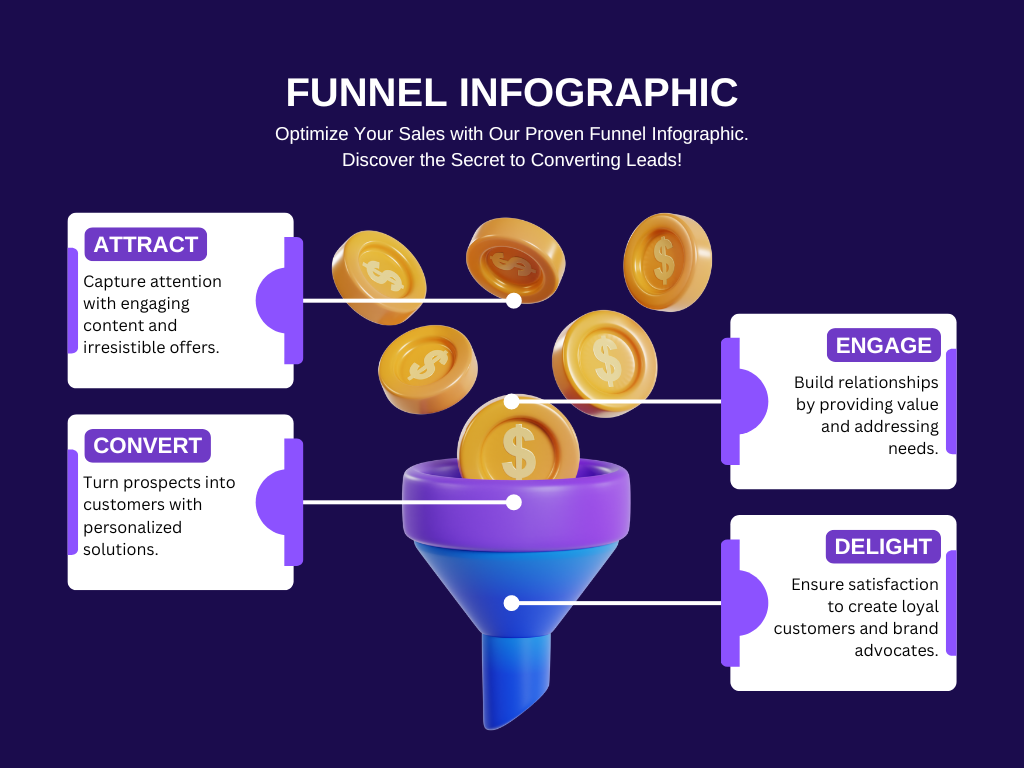 FUNNEL INFOGRAPHIC
Optimize Your Sales with Our Proven Funnel Infographic.
Discover the Secret to Converting Leads!
ATTRACT
Capture attention
with engaging
content and
irresistible offers.
ENGAGE
Build relationships
by providing value
and addressing
needs.
CONVERT
Turn prospects into
customers with
personalized
solutions.
DELIGHT
Ensure satisfaction
to create loyal
customers and brand
advocates.
$
$
$
$
$
$